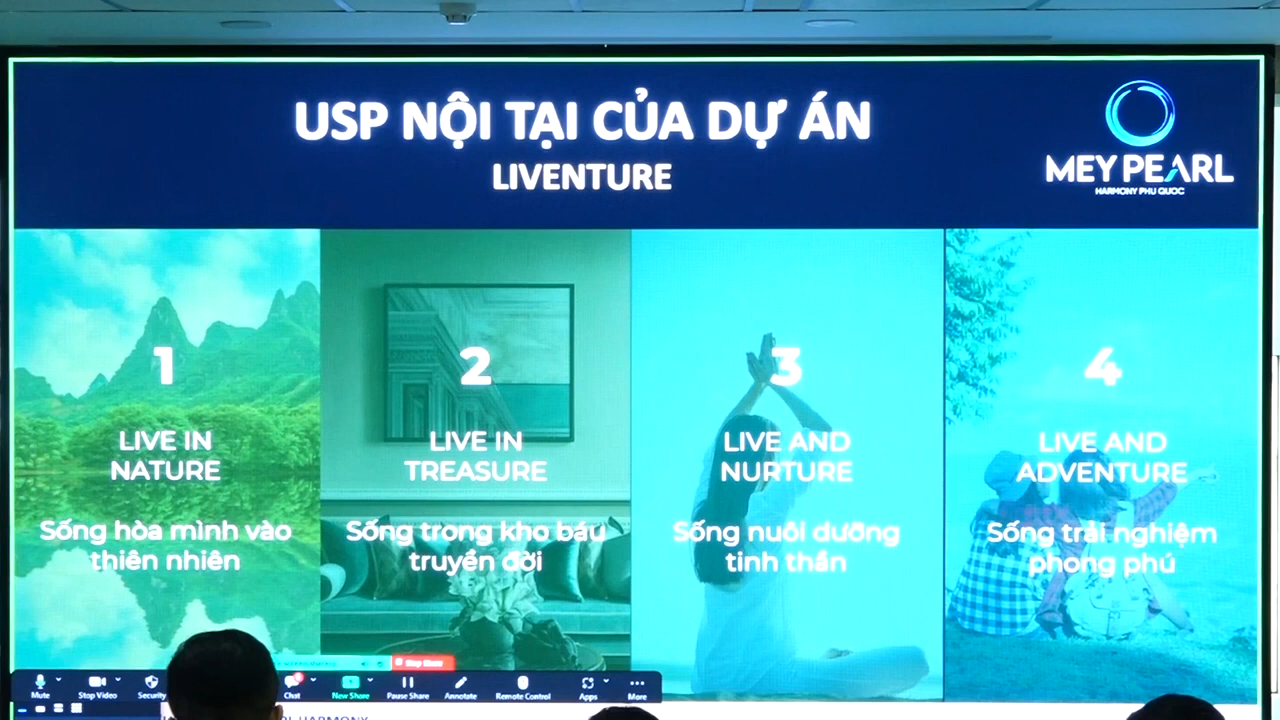 USP NỘI TẠI CỦA DỰ ÁN
LIVENTURE
MEY PEARL
HARMONY PHU QUOC
1
LIVE IN
NATURE
Sống hòa mình vào
thiên nhiên
2
LIVE IN
TREASURE
Sống trong kho báu
truyền đời
3
LIVE AND
NURTURE
Sống nuôi dưỡng
tinh thần
4
LIVE AND
ADVENTURE
Sống trải nghiệm
phong phú
Stop Share
Mute
Stop Video
Security
Chat
New Share
Pause Share
Annotate
Remote Control
Apps
More
HARMONY